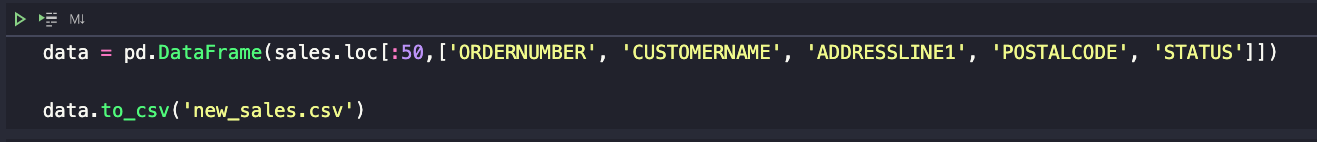 M↓
data = pd.DataFrame(sales.loc[:50,['ORDERNUMBER', 'CUSTOMERNAME', 'ADDRESSLINE1', 'POSTALCODE', 'STATUS']])
data.to_csv('new_sales.csv')